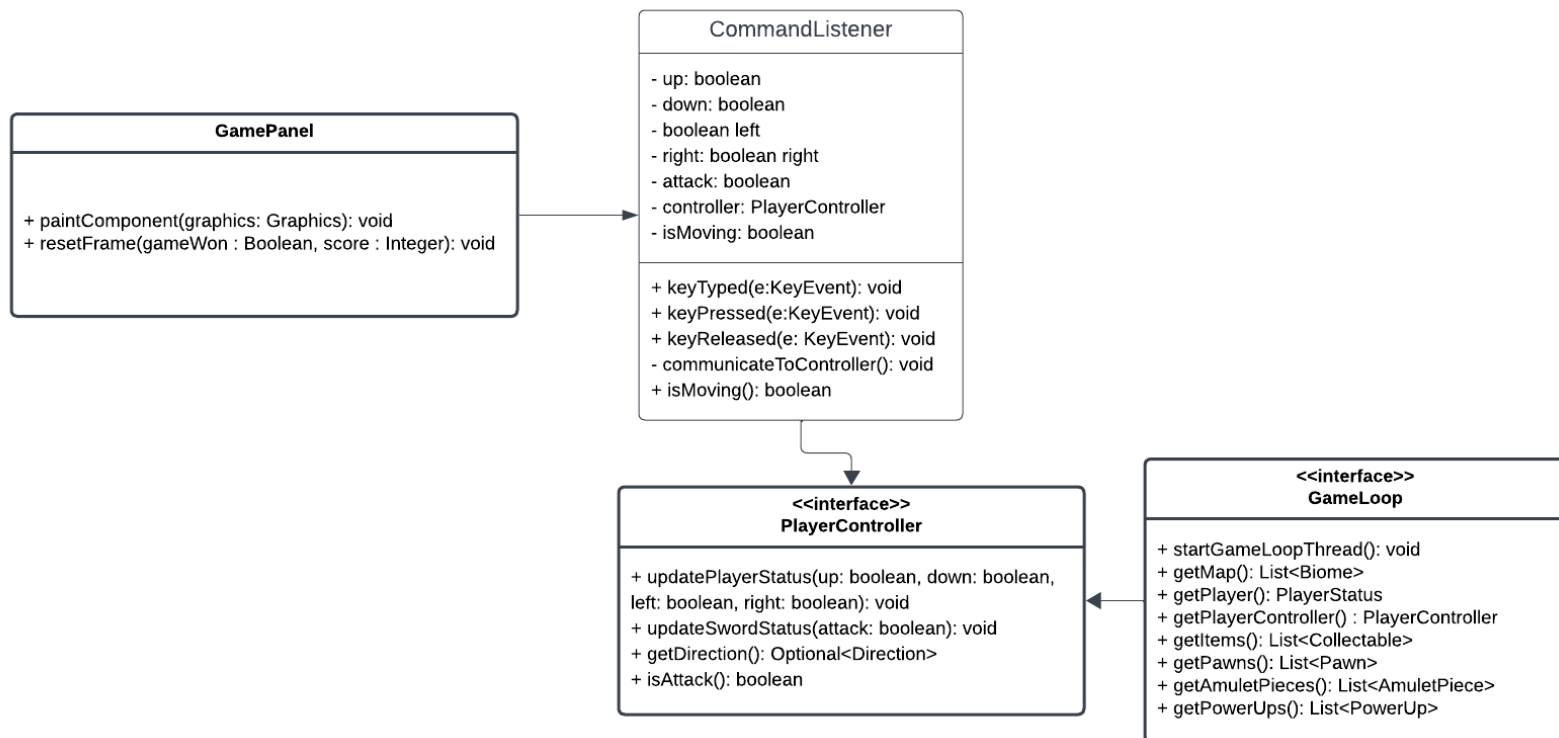 CommandListener
- up: boolean
- down: boolean
- boolean left
- right: boolean right
- attack: boolean
- controller: PlayerController
- isMoving: boolean
+ keyTyped(e:KeyEvent): void
+ keyPressed(e:KeyEvent): void
+ keyReleased(e: KeyEvent): void
- communicateToController(): void
+ isMoving(): boolean
GamePanel
+ paintComponent(graphics: Graphics): void
+ resetFrame(gameWon : Boolean, score : Integer): void
<<interface>>
PlayerController
+ updatePlayerStatus(up: boolean, down: boolean,
left: boolean, right: boolean): void
+ updateSwordStatus(attack: boolean): void
+ getDirection(): Optional<Direction>
+ isAttack(): boolean
<<interface>>
GameLoop
+ startGameLoopThread(): void
+ getMap(): List<Biome>
+ getPlayer(): PlayerStatus
+ getPlayerController() : PlayerController
+ getItems(): List<Collectable>
+ getPawns(): List<Pawn>
+ getAmuletPieces(): List<AmuletPiece>
+ getPowerUps(): List<PowerUp>